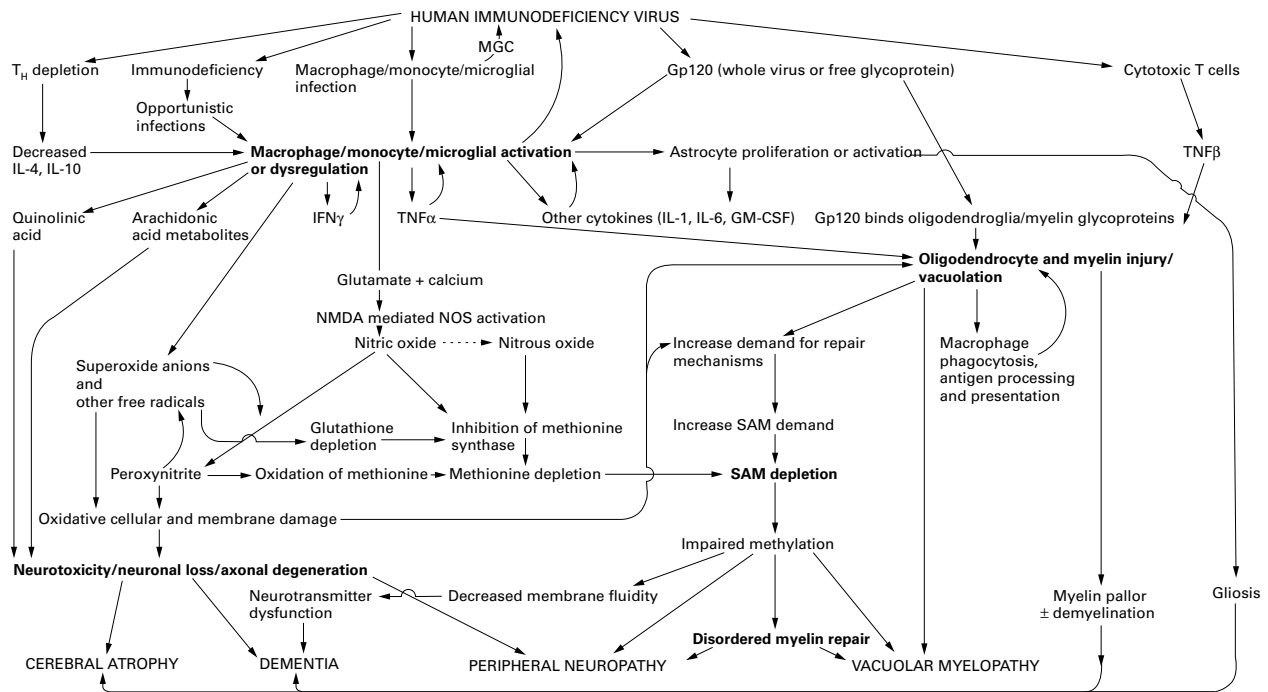 HUMAN IMMUNODEFICIENCY VIRUS
MGC
TH depletion
Immunodeficiency
Macrophage/monocyte/microglial
infection
Gp120 (whole virus or free glycoprotein)
Cytotoxic T cells
Opportunistic
infections
Decreased
IL-4, IL-10
Macrophage/monocyte/microglial activation
or dysregulation
Astrocyte proliferation or activation
TNFβ
Quinolinic
acid
Arachidonic
acid metabolites
IFNγ
TNFα
Other cytokines (IL-1, IL-6, GM-CSF)
Gp120 binds oligodendroglia/myelin glycoproteins
Oligodendrocyte and myelin injury/
vacuolation
Glutamate + calcium
NMDA mediated NOS activation
Nitric oxide
Nitrous oxide
Increase demand for repair
mechanisms
Macrophage
phagocytosis,
antigen processing
and presentation
Superoxide anions
and
other free radicals
Glutathione
depletion
Inhibition of methionine
synthase
Increase SAM demand
Peroxynitrite
Oxidation of methionine
Methionine depletion
SAM depletion
Oxidative cellular and membrane damage
Impaired methylation
Neurotoxicity/neuronal loss/axonal degeneration
Neurotransmitter
dysfunction
Decreased membrane fluidity
Myelin pallor
± demyelination
Gliosis
Disordered myelin repair
CEREBRAL ATROPHY
DEMENTIA
PERIPHERAL NEUROPATHY
VACUOLAR MYELOPATHY